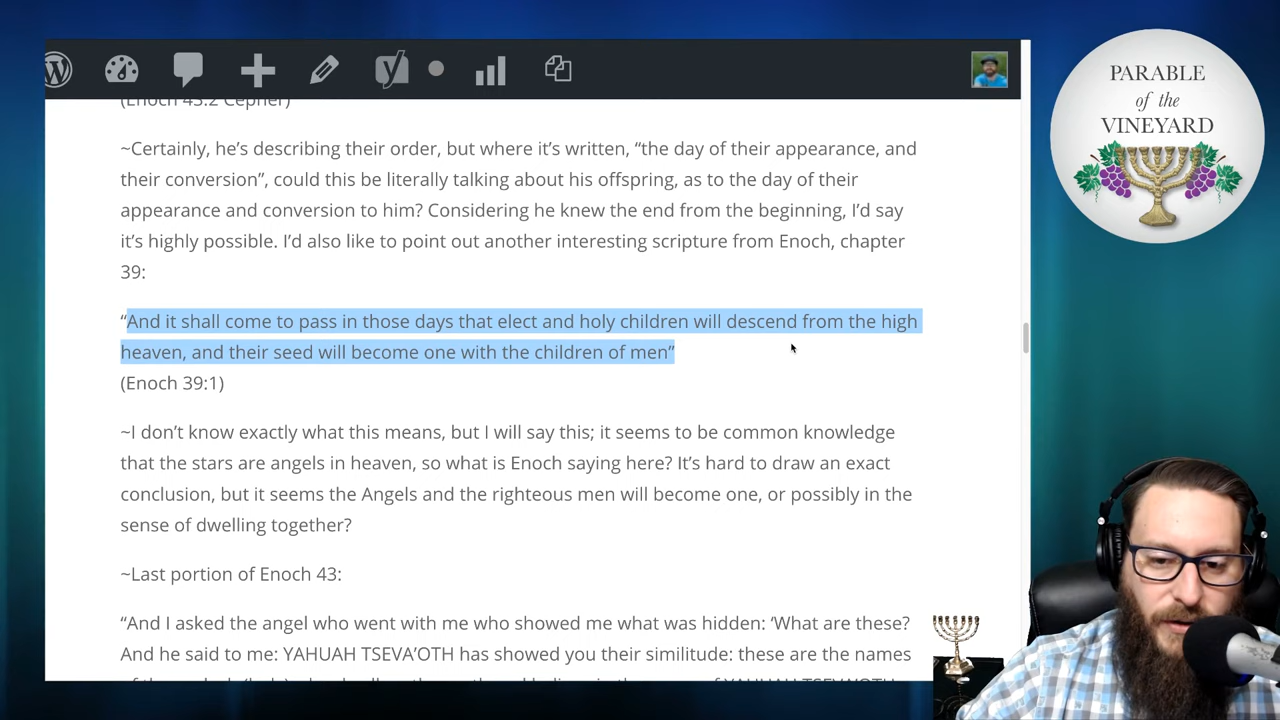 PARABLE
of the
VINEYARD
(Enoch 43:2 Cepher)
~Certainly, he’s describing their order, but where it’s written, “the day of their appearance, and
their conversion”, could this be literally talking about his offspring, as to the day of their
appearance and conversion to him? Considering he knew the end from the beginning, I’d say
it’s highly possible. I’d also like to point out another interesting scripture from Enoch, chapter
39:
“And it shall come to pass in those days that elect and holy children will descend from the high
heaven, and their seed will become one with the children of men”
(Enoch 39:1)
~I don’t know exactly what this means, but I will say this; it seems to be common knowledge
that the stars are angels in heaven, so what is Enoch saying here? It’s hard to draw an exact
conclusion, but it seems the Angels and the righteous men will become one, or possibly in the
sense of dwelling together?
~Last portion of Enoch 43:
“And I asked the angel who went with me who showed me what was hidden: ‘What are these?
And he said to me: YAHUAH TSEVA’OTH has showed you their similitude: these are the names